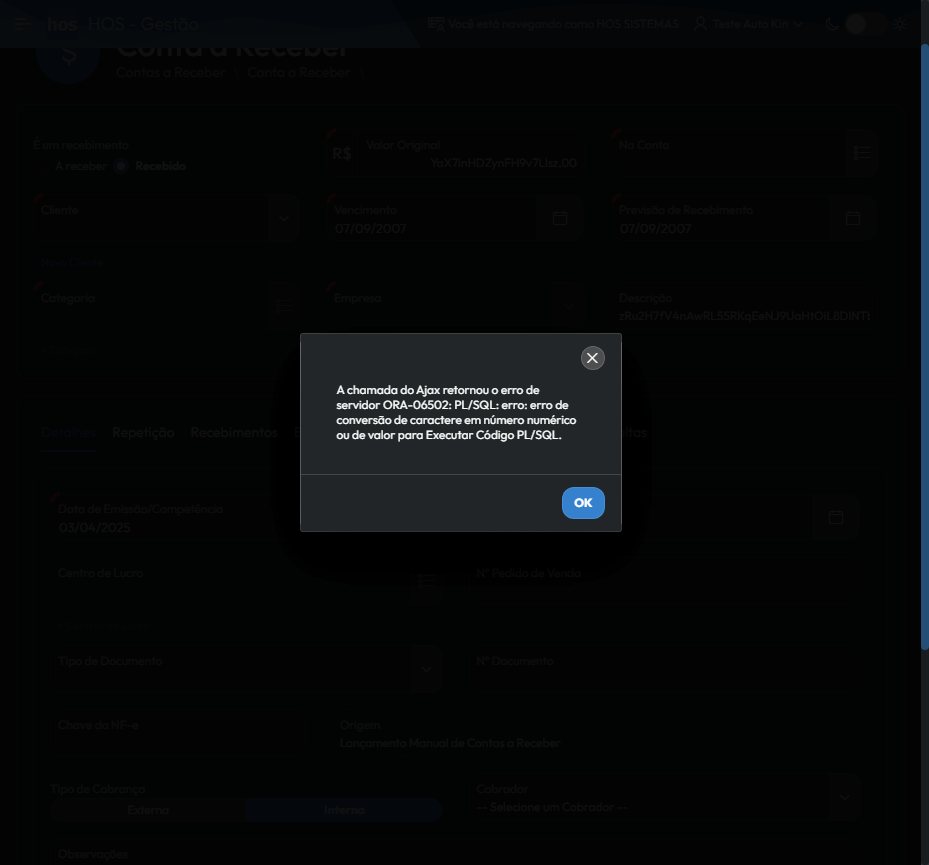 hos HOS - Gestão
Você está navegando como HOS SISTEMAS
Teste Auto Kin
Conta a Receber
Contas a Receber
Conta a Receber
É um recebimento
A receber Recebido
R$ Valor Original
Na Conta
Cliente
Vencimento
07/09/2007
Previsão de Recebimento
07/09/2007
Categoria
Empresa
Descrição
Detalhes Repetição Recebimentos
A chamada do Ajax retornou o erro de
servidor ORA-06502: PL/SQL: erro: erro de
conversão de caractere em número numérico
ou de valor para Executar Código PL/SQL.
OK
Data de Emissão/Competência
03/04/2025
Centro de Lucro
Nº Pedido de Venda
Tipo de Documento
Nº Documento
Chave da NF-e
Origem
Lançamento Manual de Contas a Receber
Tipo de Cobrança
Externa Interna
Cobrador
-- Selecione um Cobrador --
Observações